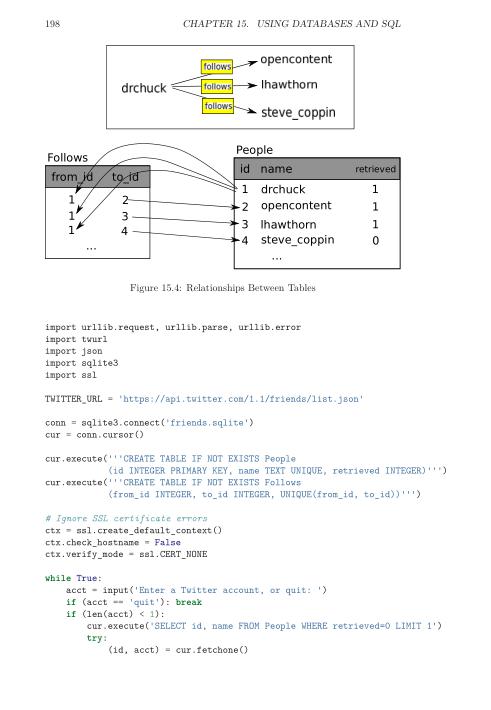 198 CHAPTER 15. USING DATABASES AND SQL
follows opencontent
drchuck follows lhawthorn
follows steve_coppin
Follows
from_id to_id
1 2
1 3
1 4
...
People
id name retrieved
1 drchuck 1
2 opencontent 1
3 lhawthorn 1
4 steve_coppin 0
...
Figure 15.4: Relationships Between Tables
import urllib.request, urllib.parse, urllib.error
import twurl
import json
import sqlite3
import ssl
TWITTER_URL = 'https://api.twitter.com/1.1/friends/list.json'
conn = sqlite3.connect('friends.sqlite')
cur = conn.cursor()
cur.execute('''CREATE TABLE IF NOT EXISTS People
            (id INTEGER PRIMARY KEY, name TEXT UNIQUE, retrieved INTEGER)''')
cur.execute('''CREATE TABLE IF NOT EXISTS Follows
            (from_id INTEGER, to_id INTEGER, UNIQUE(from_id, to_id))''')
# Ignore SSL certificate errors
ctx = ssl.create_default_context()
ctx.check_hostname = False
ctx.verify_mode = ssl.CERT_NONE
while True:
    acct = input('Enter a Twitter account, or quit: ')
    if (acct == 'quit'): break
    if (len(acct) < 1):
        cur.execute('SELECT id, name FROM People WHERE retrieved=0 LIMIT 1')
        try:
            (id, acct) = cur.fetchone()